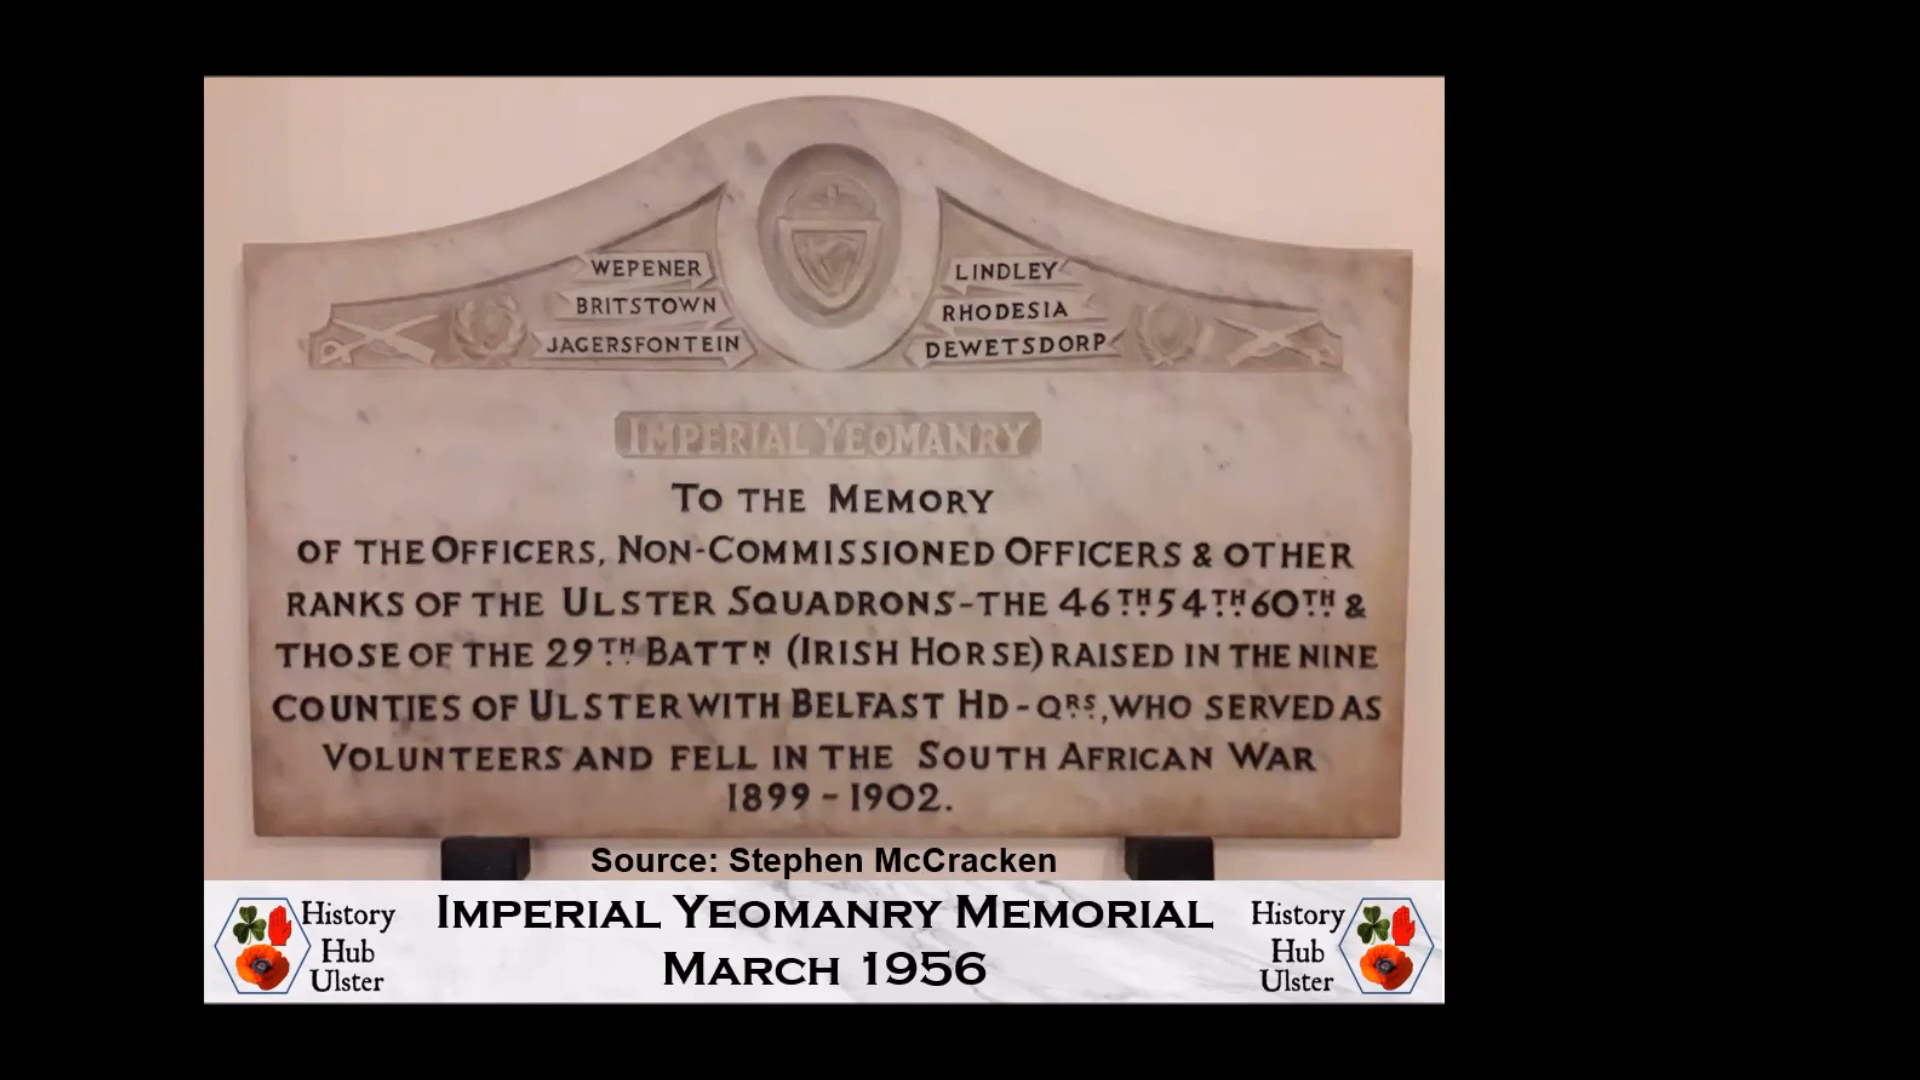 WEPENER
BRITSTOWN
JAGERSFONTEIN
LINDLEY
RHODESIA
DEWETSDORP
IMPERIAL YEOMANRY
TO THE MEMORY
OF THE OFFICERS, NON-COMMISSIONED OFFICERS & OTHER
RANKS OF THE ULSTER SQUADRONS-THE 46TH 54TH 60TH &
THOSE OF THE 29TH BATTN (IRISH HORSE) RAISED IN THE NINE
COUNTIES OF ULSTER WITH BELFAST HD-QRS, WHO SERVED AS
VOLUNTEERS AND FELL IN THE SOUTH AFRICAN WAR
1899-1902.
Source: Stephen McCracken
History
Hub
Ulster
IMPERIAL YEOMANRY MEMORIAL
MARCH 1956
History
Hub
Ulster